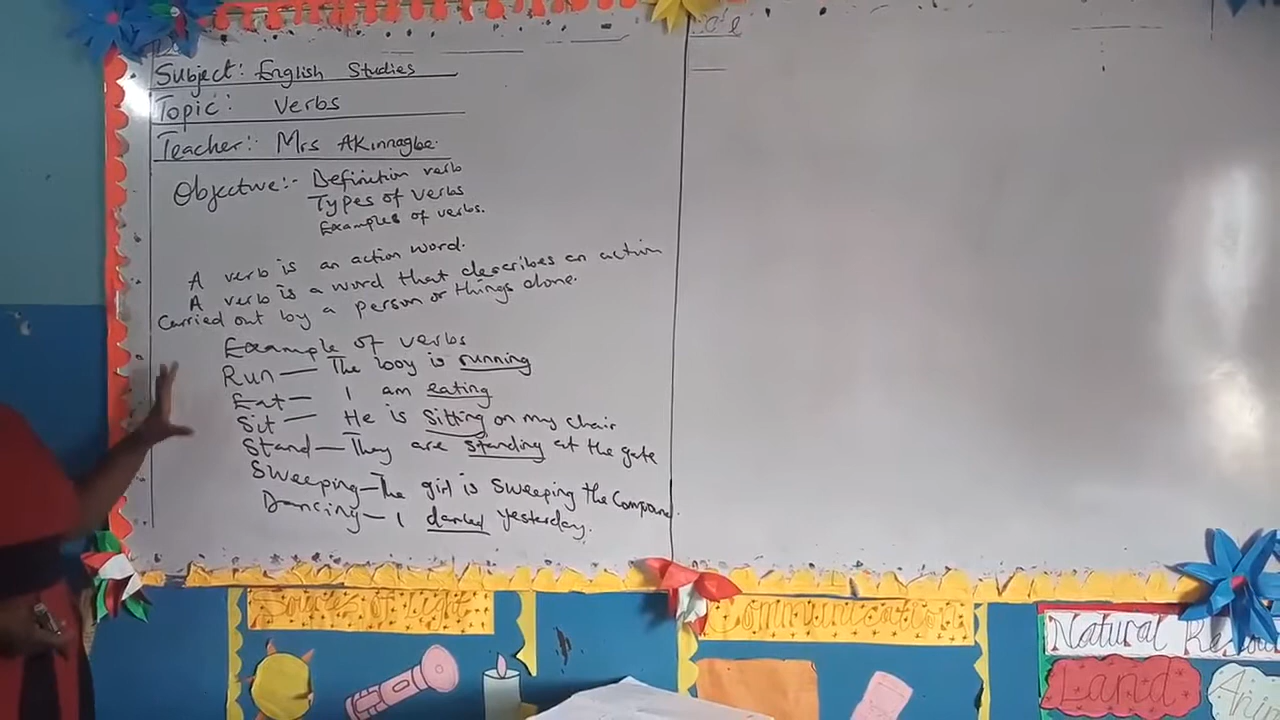 Subject: English Studies
Topic: Verbs
Teacher:- Mrs Akinnagbe.
Objective:- Definition verb
Types of verbs
Examples of verbs.
A verb is an action word.
A verb is a word that describes an action
Carried out by a person or things alone.
Example of verbs
Run — The boy is running
Eat — I am eating
Sit — He is Sitting on my chair
Stand — They are standing at the gate
Sweeping — The girl is Sweeping the Compound.
Dancing — I danced yesterday.
Sources of Light
Communication
Natural
Land